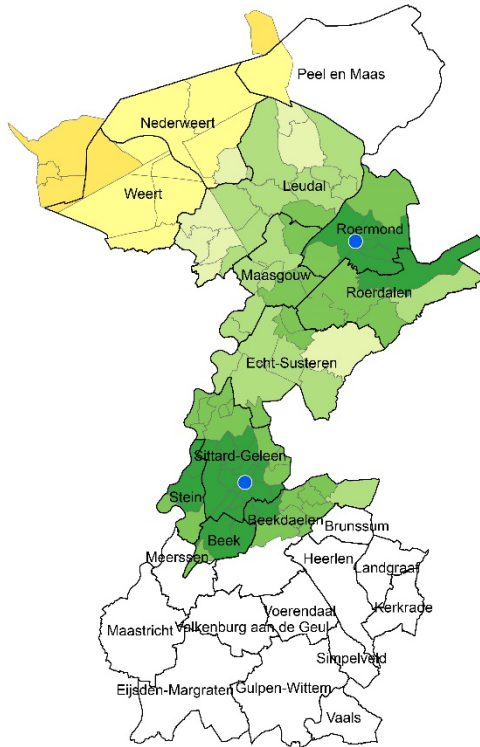 Peel en Maas
Nederweert
Weert
Leudal
Roermond
Maasgouw
Roerdalen
Echt-Susteren
Sittard-Geleen
Stein
Beekdaelen
Beek
Brunssum
Meerssen
Heerlen
Landgraaf
Voerendaal
Kerkrade
Maastricht
Valkenburg aan de Geul
Simpelveld
Eijsden-Margraten
Gulpen-Wittem
Vaals